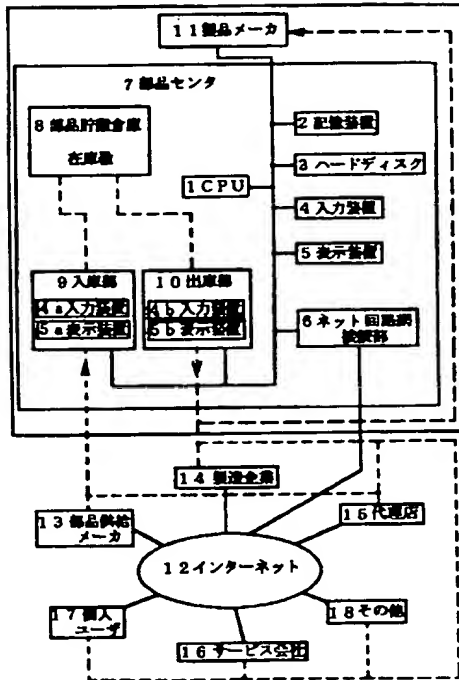 11製品メーカ
7部品センタ
8部品貯蔵倉庫
在庫数
2記憶装置
3ハードディスク
1CPU
4入力装置
5表示装置
9入庫部
4a入力装置
5a表示装置
10出庫部
4b入力装置
5b表示装置
6ネット回路網
接続部
14製造企業
13部品供給
メーカ
15代理店
12インターネット
17個人
ユーザ
18その他
16サービス会社